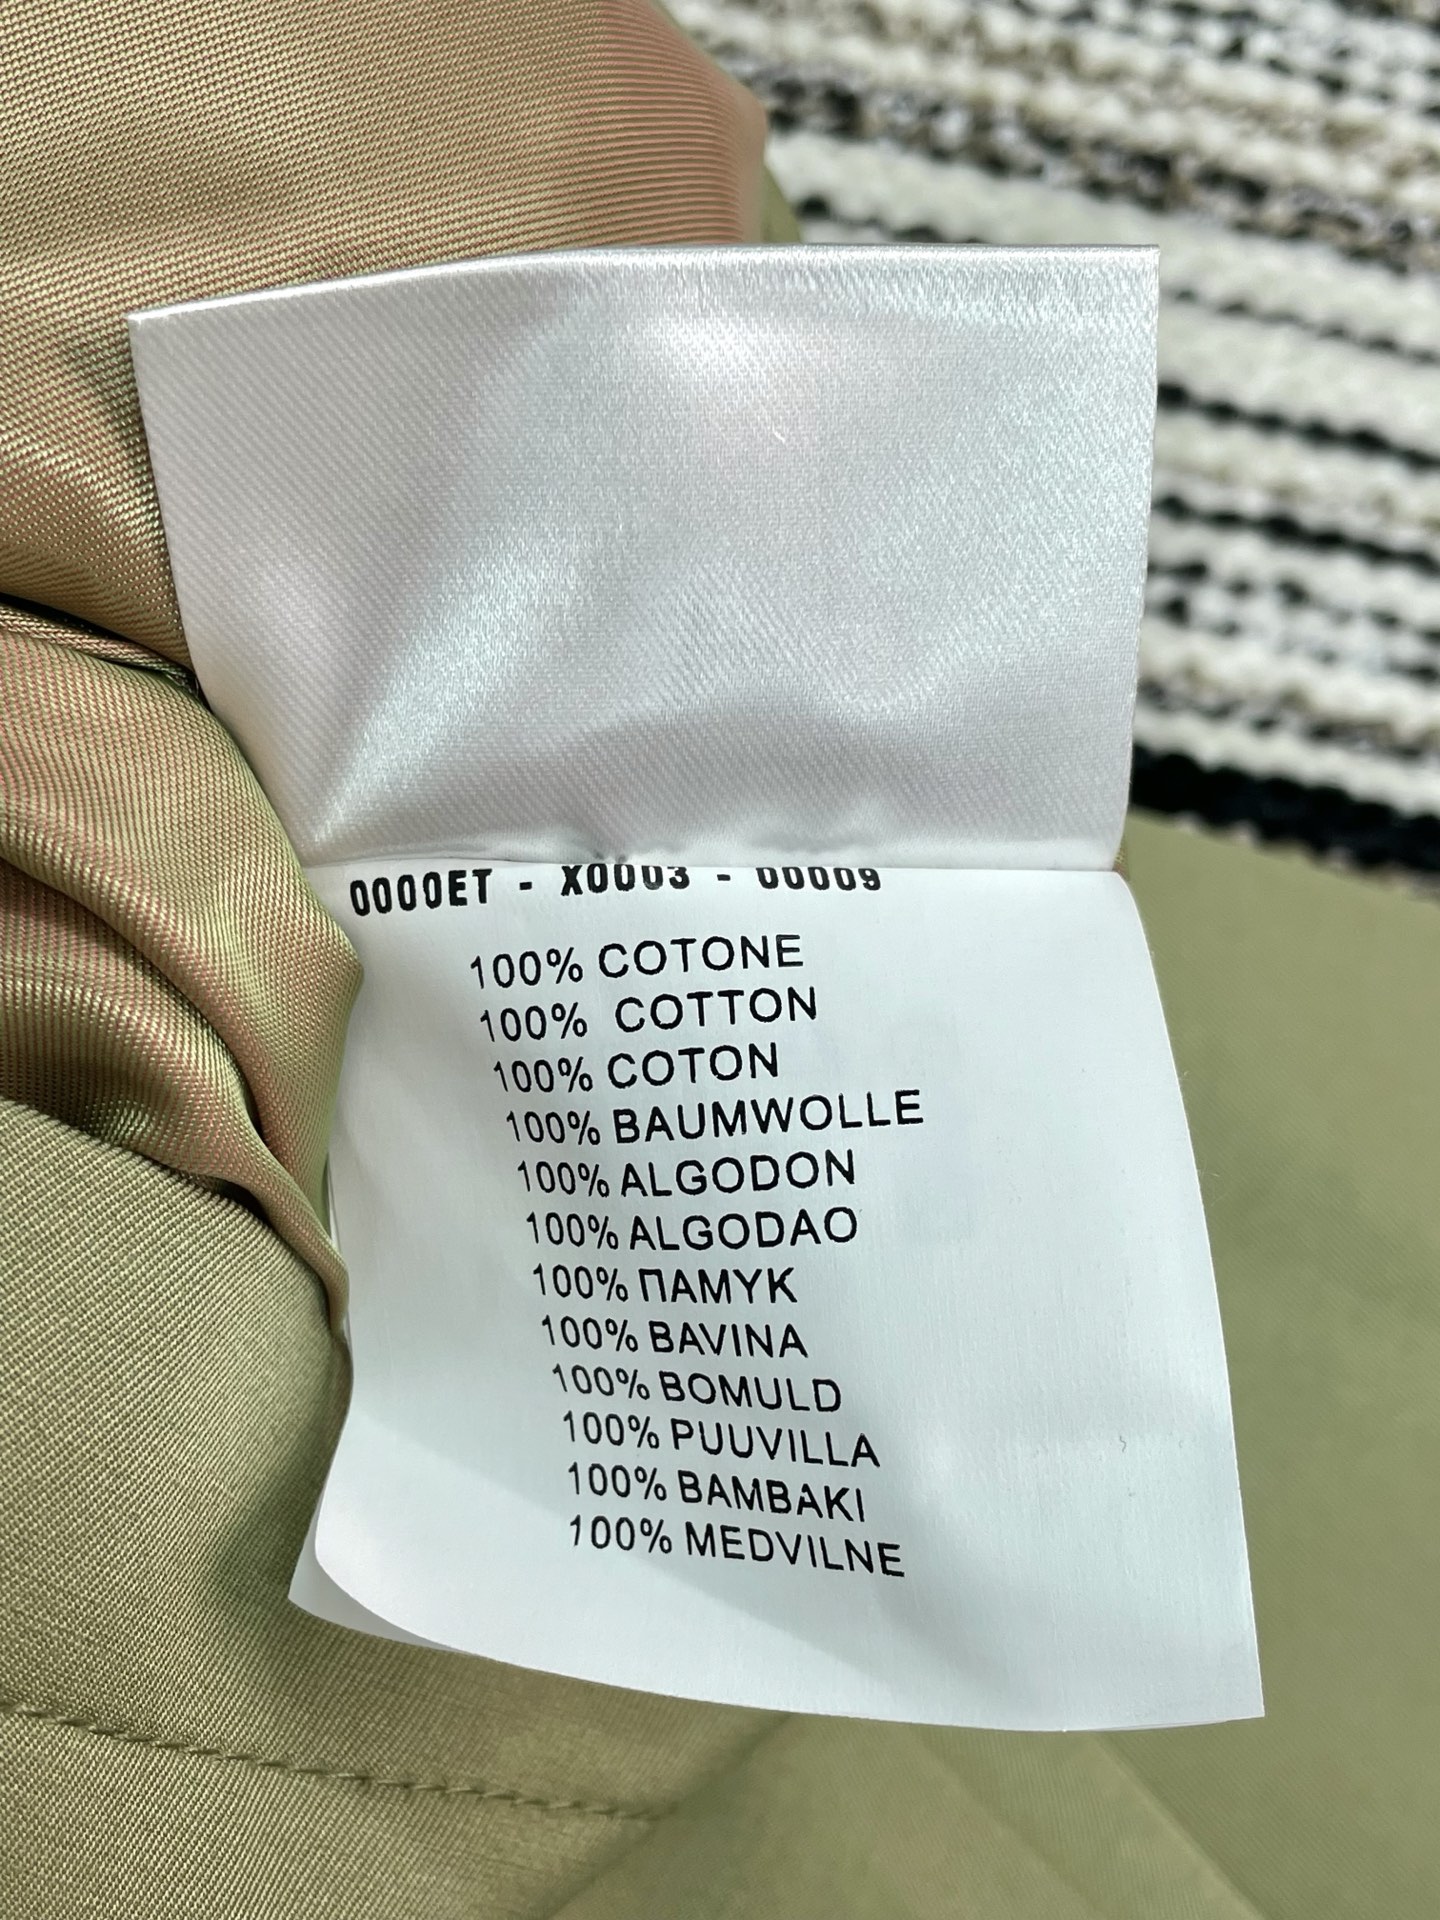 0000ET - X0003 - 00009
100% COTONE
100% COTTON
100% COTON
100% BAUMWOLLE
100% ALGODON
100% ALGODAO
100% ПАМУК
100% BAVINA
100% BOMULD
100% PUUVILLA
100% BAMBAKI
100% MEDVILNE